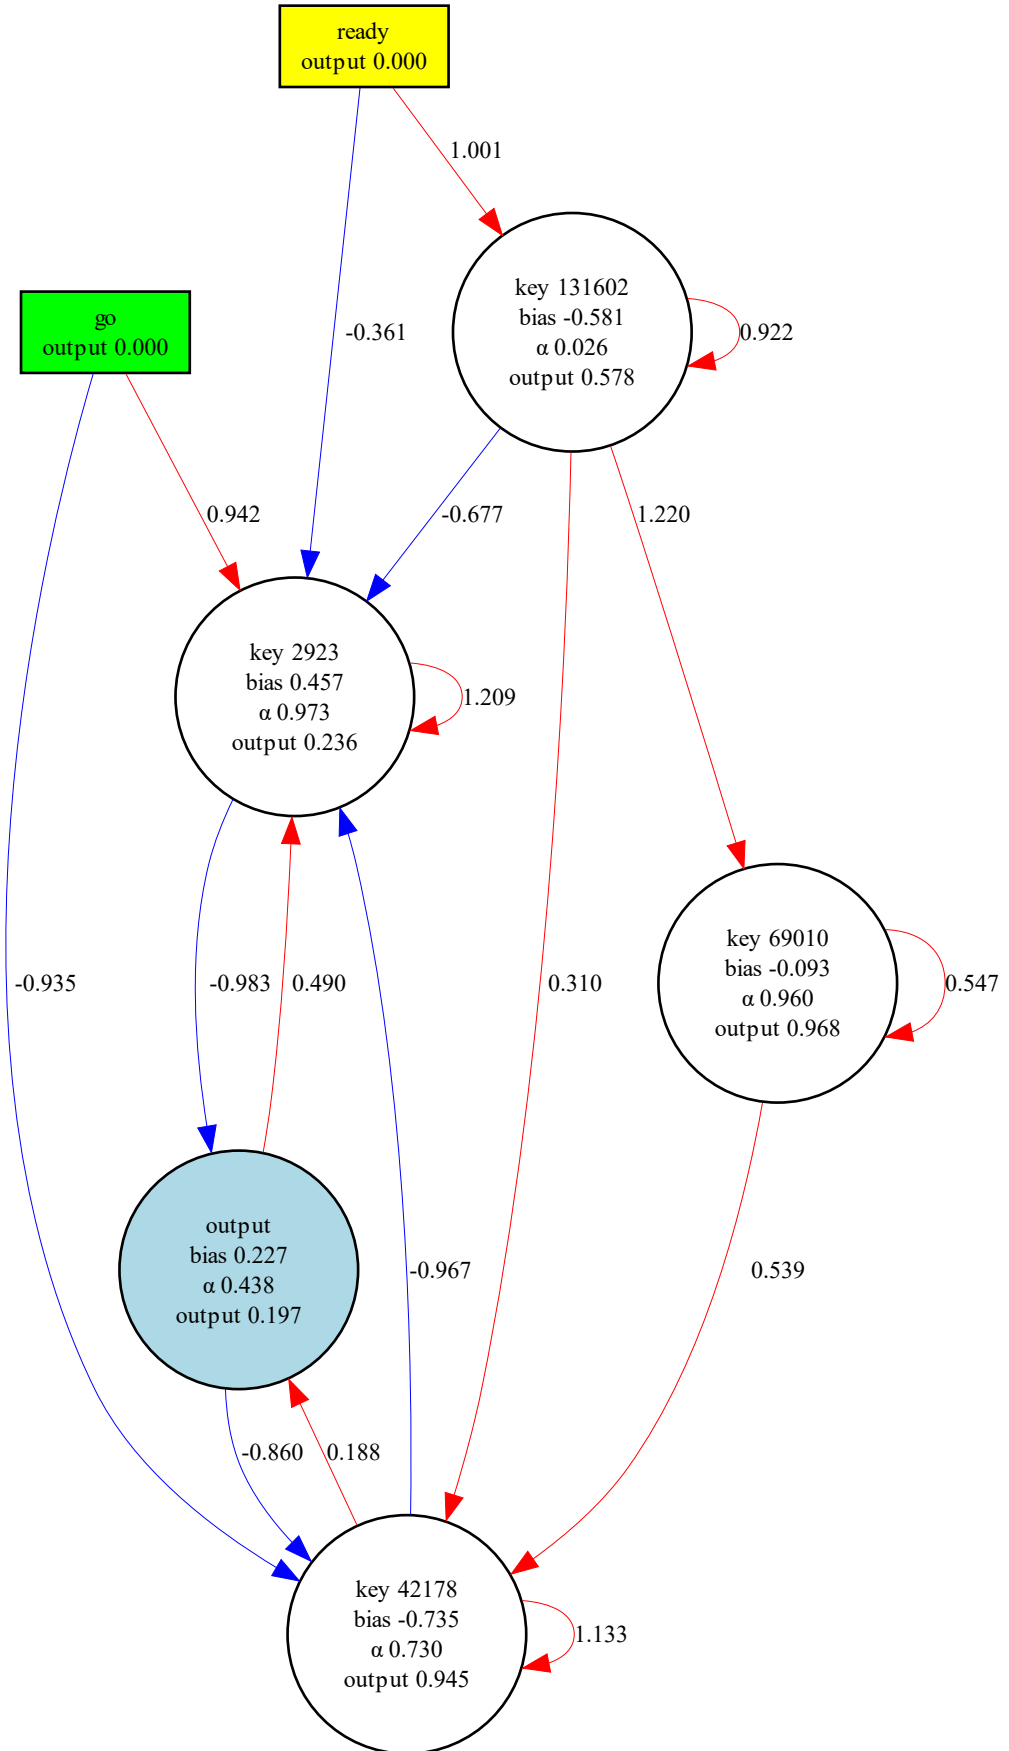 ready
output 0.000
1.001
key 131602
bias -0.581
α 0.026
output 0.578
0.922
go
output 0.000
-0.361
0.942
-0.677
1.220
key 2923
bias 0.457
α 0.973
output 0.236
1.209
key 69010
bias -0.093
α 0.960
output 0.968
0.547
-0.935
-0.983
0.490
0.310
output
bias 0.227
α 0.438
output 0.197
-0.967
0.539
-0.860
0.188
key 42178
bias -0.735
α 0.730
output 0.945
1.133